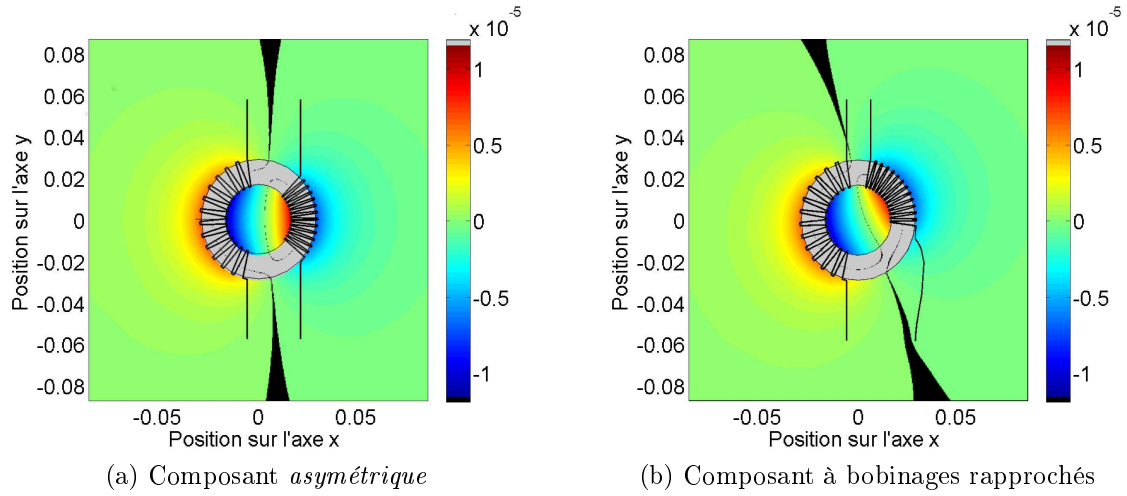 x 10^-5
0.08
0.06
0.04
0.02
0
-0.02
-0.04
-0.06
-0.08
Position sur l'axe y
-0.05 0 0.05
Position sur l'axe x
1
0.5
0
-0.5
-1
(a) Composant asymétrique
x 10^-5
0.08
0.06
0.04
0.02
0
-0.02
-0.04
-0.06
-0.08
Position sur l'axe y
-0.05 0 0.05
Position sur l'axe x
1
0.5
0
-0.5
-1
(b) Composant à bobinages rapprochés